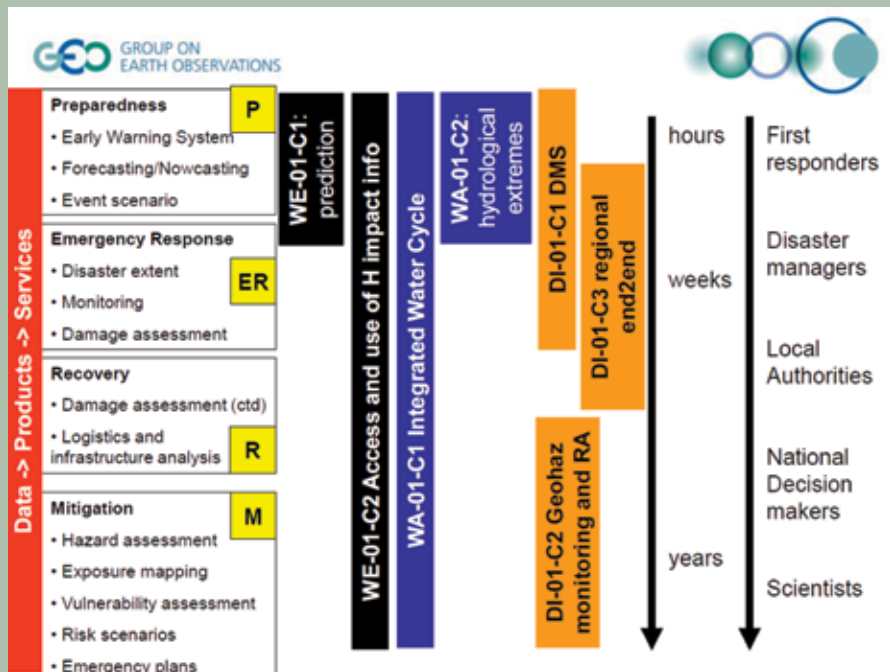 GEO GROUP ON
EARTH OBSERVATIONS
Data -> Products -> Services
Preparedness
P
• Early Warning System
• Forecasting/Nowcasting
• Event scenario
Emergency Response
• Disaster extent
ER
• Monitoring
• Damage assessment
Recovery
• Damage assessment (ctd)
• Logistics and
infrastructure analysis
R
Mitigation
M
• Hazard assessment
• Exposure mapping
• Vulnerability assessment
• Risk scenarios
• Emergency plans
WE-01-C1:
prediction
WE-01-C2 Access and use of H impact info
WA-01-C1 Integrated Water Cycle
WA-01-C2:
hydrological
extremes
DI-01-C1 DMS
DI-01-C3 regional
end2end
DI-01-C2 Geohaz
monitoring and RA
hours
weeks
years
First
responders
Disaster
managers
Local
Authorities
National
Decision
makers
Scientists